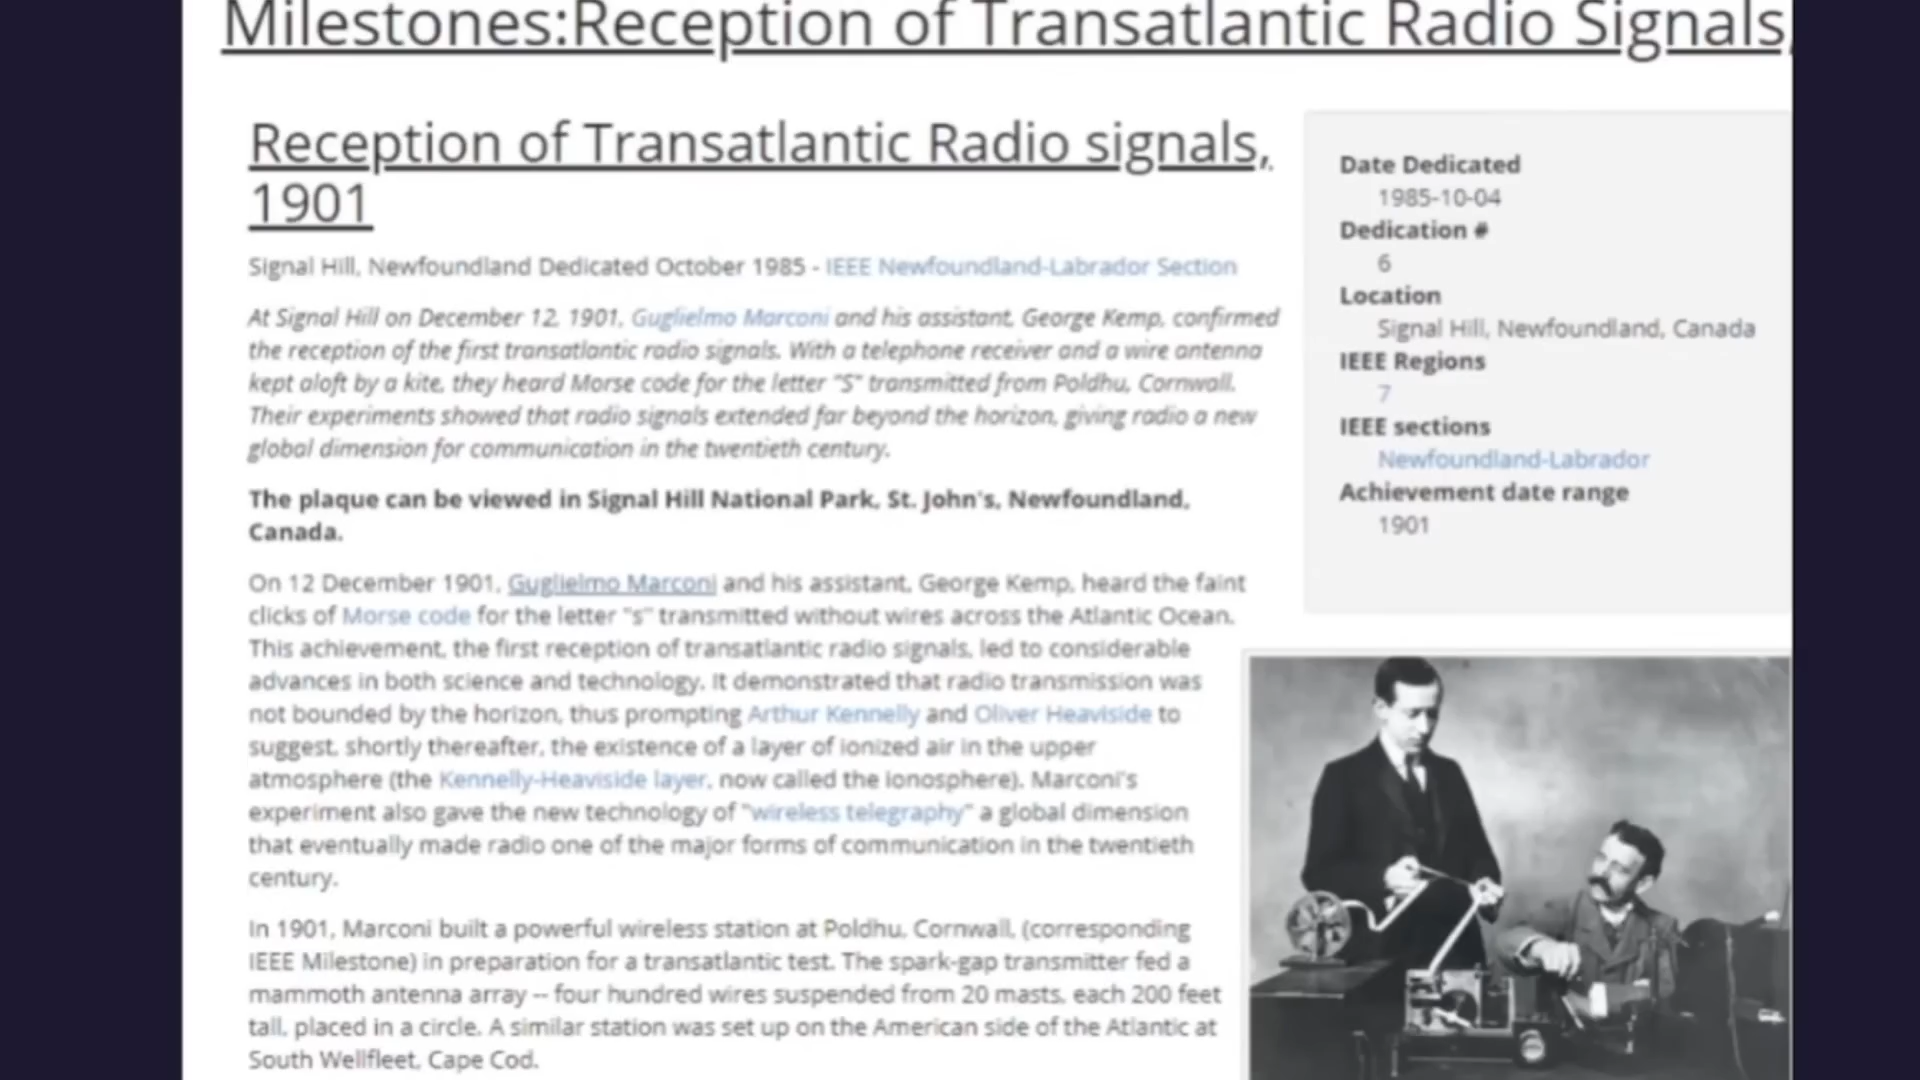 Milestones:Reception of Transatlantic Radio Signals,
Reception of Transatlantic Radio signals,
1901
Signal Hill, Newfoundland Dedicated October 1985 - IEEE Newfoundland-Labrador Section
At Signal Hill on December 12, 1901, Guglielmo Marconi and his assistant, George Kemp, confirmed
the reception of the first transatlantic radio signals. With a telephone receiver and a wire antenna
kept aloft by a kite, they heard Morse code for the letter "S" transmitted from Poldhu, Cornwall.
Their experiments showed that radio signals extended far beyond the horizon, giving radio a new
global dimension for communication in the twentieth century.
The plaque can be viewed in Signal Hill National Park, St. John's, Newfoundland,
Canada.
On 12 December 1901, Guglielmo Marconi and his assistant, George Kemp, heard the faint
clicks of Morse code for the letter "s" transmitted without wires across the Atlantic Ocean.
This achievement, the first reception of transatlantic radio signals, led to considerable
advances in both science and technology. It demonstrated that radio transmission was
not bounded by the horizon, thus prompting Arthur Kennelly and Oliver Heaviside to
suggest, shortly thereafter, the existence of a layer of ionized air in the upper
atmosphere (the Kennelly-Heaviside layer, now called the ionosphere). Marconi's
experiment also gave the new technology of "wireless telegraphy" a global dimension
that eventually made radio one of the major forms of communication in the twentieth
century.
In 1901, Marconi built a powerful wireless station at Poldhu, Cornwall, (corresponding
IEEE Milestone) in preparation for a transatlantic test. The spark-gap transmitter fed a
mammoth antenna array -- four hundred wires suspended from 20 masts, each 200 feet
tall, placed in a circle. A similar station was set up on the American side of the Atlantic at
South Wellfleet, Cape Cod.
Date Dedicated
1985-10-04
Dedication #
6
Location
Signal Hill, Newfoundland, Canada
IEEE Regions
7
IEEE sections
Newfoundland-Labrador
Achievement date range
1901